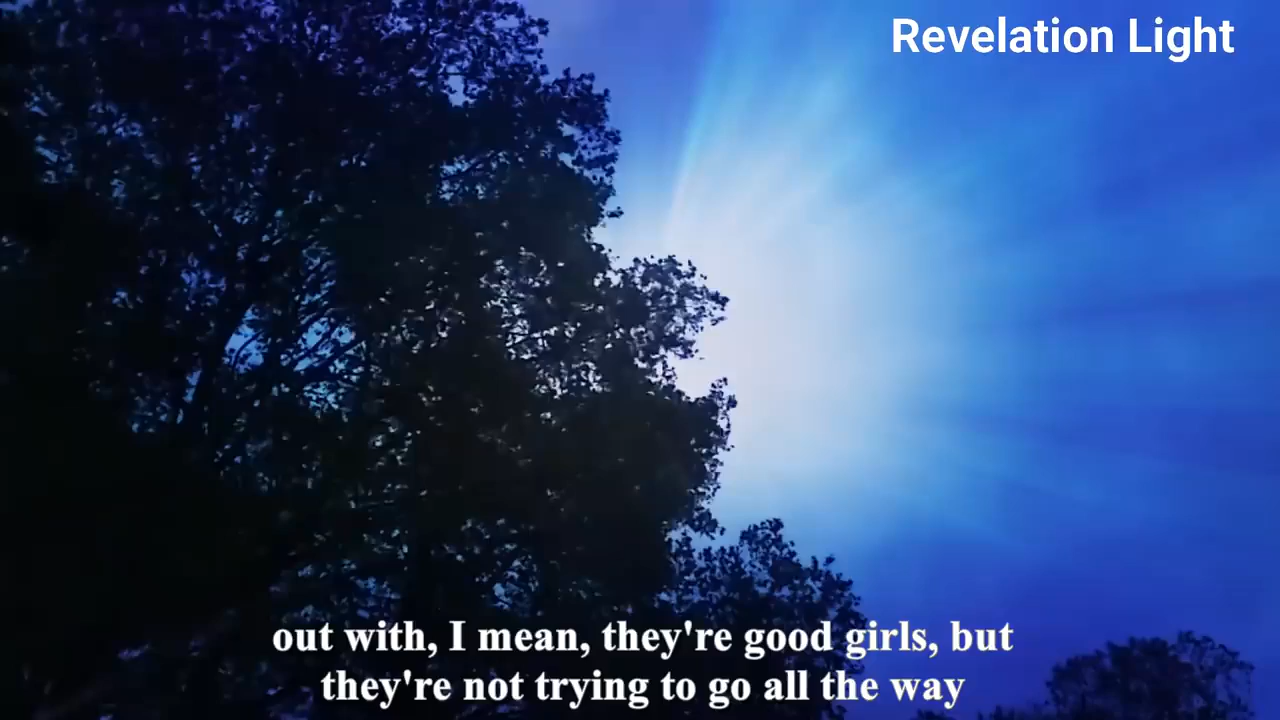 Revelation Light
out with, I mean, they're good girls, but
they're not trying to go all the way